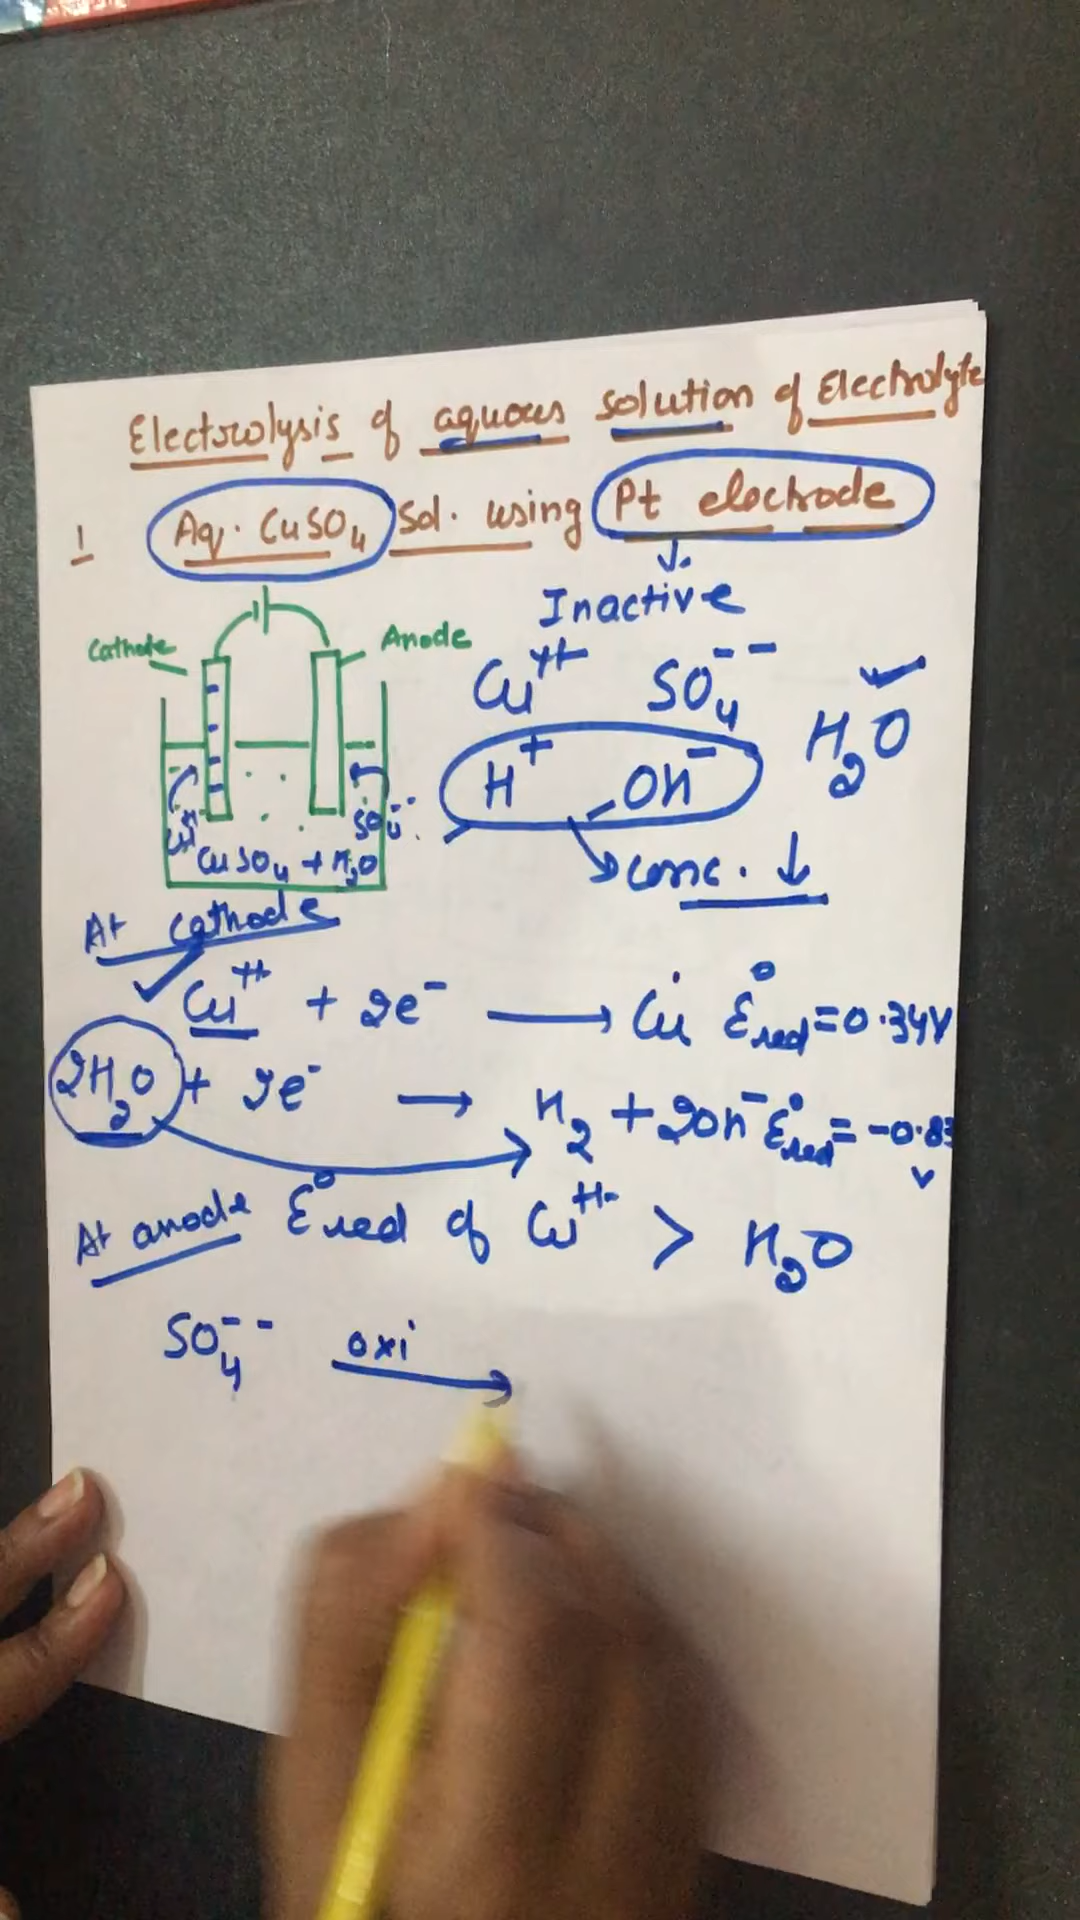 Electrolysis of aquous solution of Electrolyte
1 Aq. CuSO4 Sol. using Pt electrode
Inactive
Cathode
Anode
Cu++ SO4-- H2O
H+ OH-
Cu++ SO4--
CuSO4 + H2O
conc. ↓
At cathode
Cu++ + 2e- → Cu E°red = 0.34V
2H2O + 2e- → H2 + 2OH- E°red = -0.83
At anode E°red of Cu++ > H2O
SO4-- oxi →